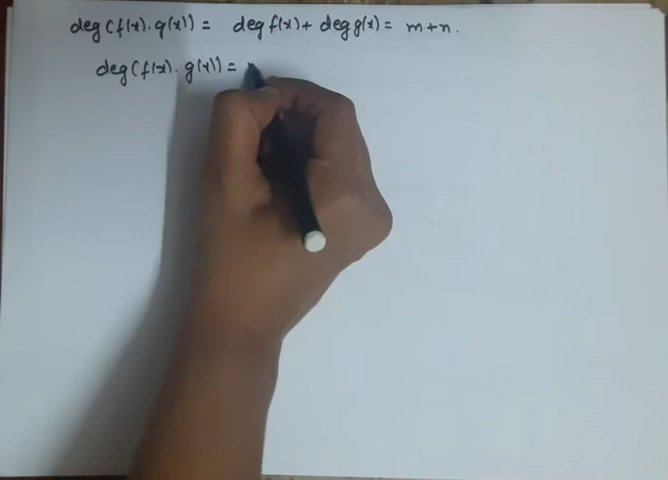 deg(f(x).g(x)) = deg f(x) + deg g(x) = m+n.
deg(f(x). g(x)) =